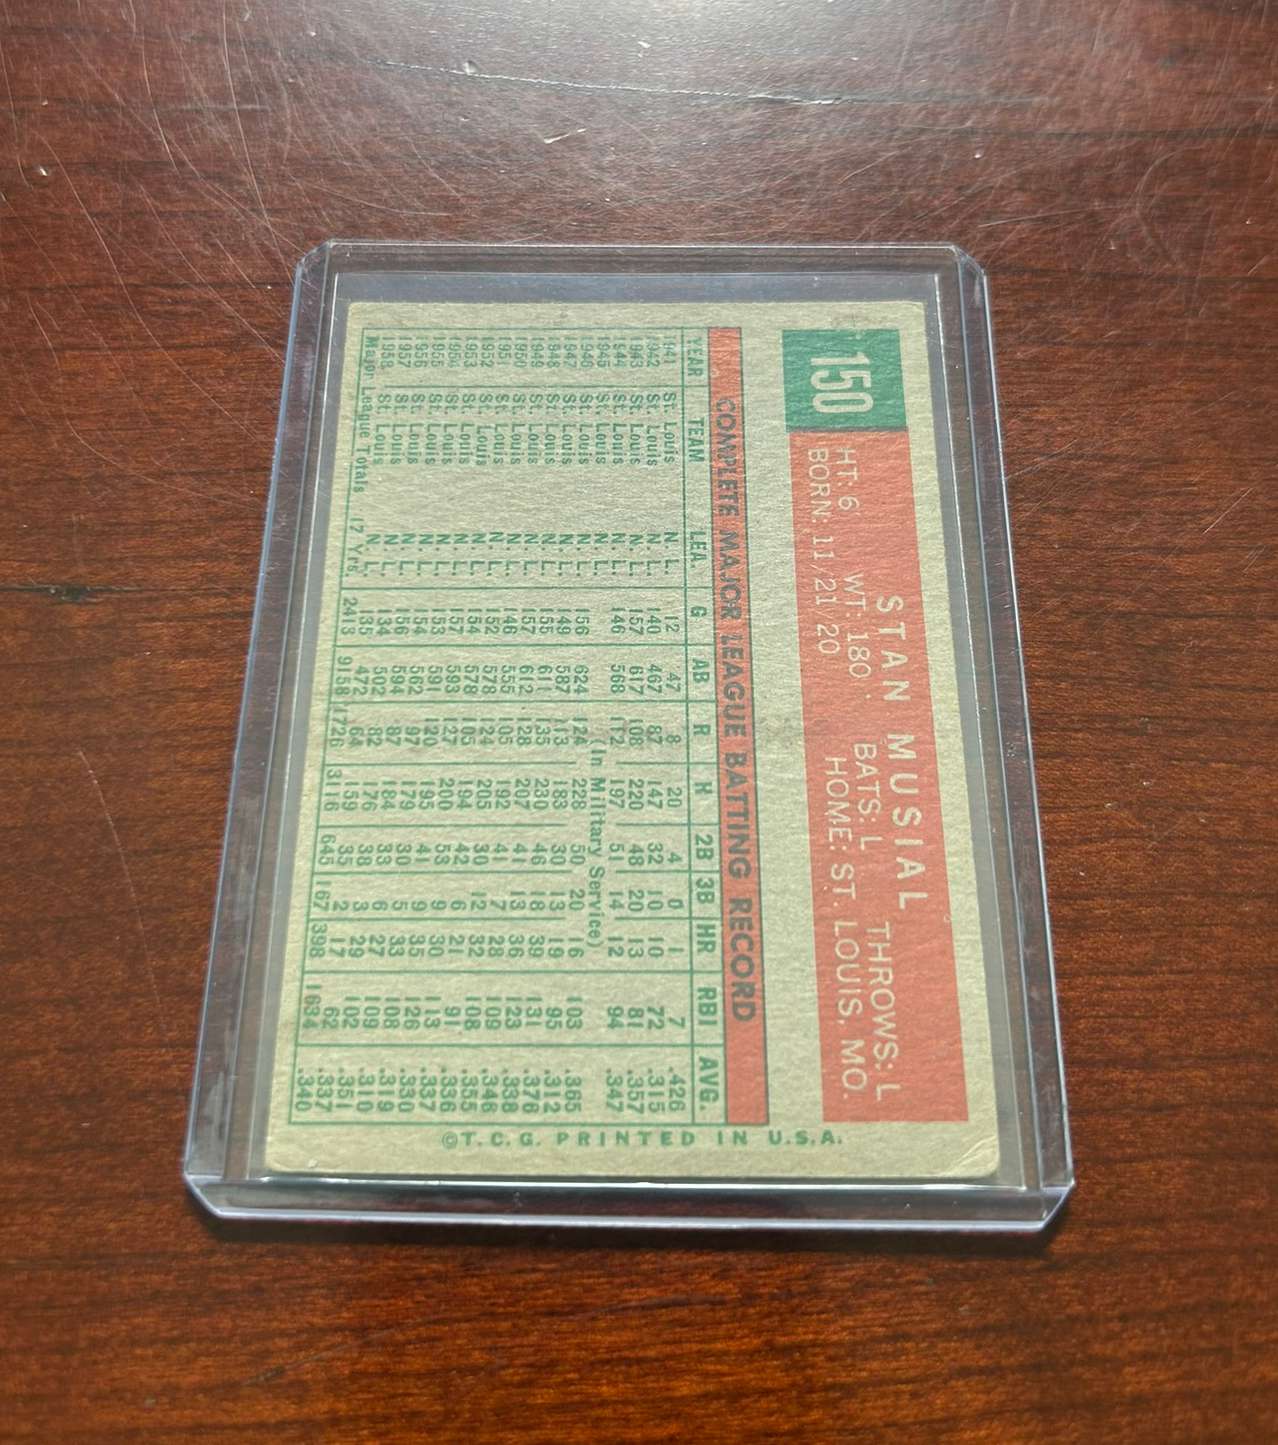 150
STAN MUSIAL
HT: 6 WT: 180 BATS: L THROWS: L
BORN: 11/21/20 HOME: ST. LOUIS, MO.
COMPLETE MAJOR LEAGUE BATTING RECORD
YEAR TEAM LEA. G AB R H 2B 3B HR RBI AVG.
1941 St. Louis N. L. 12 47 8 20 4 0 1 7 .426
1942 St. Louis N. L. 140 467 87 147 32 10 10 72 .315
1943 St. Louis N. L. 157 617 108 220 48 20 13 81 .357
1944 St. Louis N. L. 146 568 112 197 51 14 12 94 .347
1945 St. Louis N. L. (In Military Service)
1946 St. Louis N. L. 156 624 124 228 50 20 16 103 .365
1947 St. Louis N. L. 149 587 113 183 30 13 19 95 .312
1948 St. Louis N. L. 155 611 135 230 46 18 39 131 .376
1949 St. Louis N. L. 157 612 128 207 41 13 36 123 .338
1950 St. Louis N. L. 146 555 105 192 41 7 28 109 .346
1951 St. Louis N. L. 152 578 124 205 30 12 32 108 .355
1952 St. Louis N. L. 154 578 105 194 42 6 21 91 .336
1953 St. Louis N. L. 157 593 127 200 53 9 30 113 .337
1954 St. Louis N. L. 153 591 120 195 41 9 35 126 .330
1955 St. Louis N. L. 154 562 97 179 30 5 33 108 .319
1956 St. Louis N. L. 156 594 87 184 33 6 27 109 .310
1957 St. Louis N. L. 134 502 82 176 38 3 29 102 .351
1958 St. Louis N. L. 135 472 64 159 35 2 17 62 .337
Major League Totals 17 Yrs. 2413 9158 1726 3116 645 167 398 1634 .340
©T.C.G. PRINTED IN U.S.A.